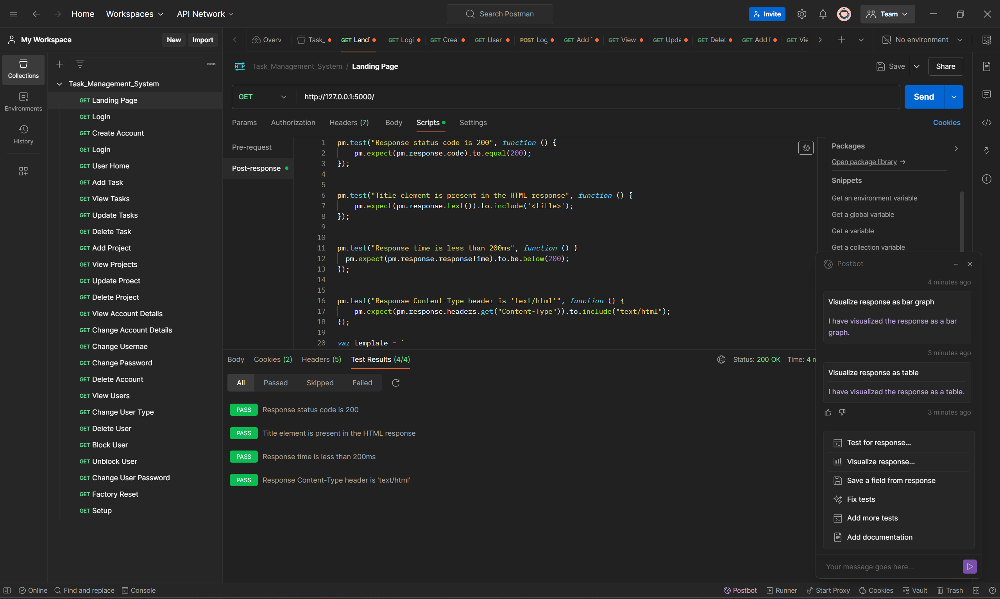 Home Workspaces API Network Search Postman Invite Team
My Workspace New Import
Overvi Task_ GET Land GET Logi GET Crea GET User POST Log GET Add GET View GET Upda GET Delet GET Add GET Vie No environment
Collections
Environments
History
Task_Management_System
GET Landing Page
GET Login
GET Create Account
GET Login
GET User Home
GET Add Task
GET View Tasks
GET Update Tasks
GET Delete Task
GET Add Project
GET View Projects
GET Update Proect
GET Delete Project
GET View Account Details
GET Change Account Details
GET Change Usernae
GET Change Password
GET Delete Account
GET View Users
GET Change User Type
GET Delete User
GET Block User
GET Unblock User
GET Change User Password
GET Factory Reset
GET Setup
HTTP Task_Management_System / Landing Page Save Share
GET http://127.0.0.1:5000/ Send
Params Authorization Headers (7) Body Scripts Settings Cookies
Pre-request
Post-response
1 pm.test("Response status code is 200", function () {
2 pm.expect(pm.response.code).to.equal(200);
3 });
4
5
6 pm.test("Title element is present in the HTML response", function () {
7 pm.expect(pm.response.text()).to.include('<title>');
8 });
9
10
11 pm.test("Response time is less than 200ms", function () {
12 pm.expect(pm.response.responseTime).to.be.below(200);
13 });
14
15
16 pm.test("Response Content-Type header is 'text/html'", function () {
17 pm.expect(pm.response.headers.get("Content-Type")).to.include("text/html");
18 });
19
20 var template = `
Packages
Open package library →
Snippets
Get an environment variable
Get a global variable
Get a variable
Get a collection variable
Body Cookies (2) Headers (5) Test Results (4/4) Status: 200 OK Time: 4 m
All Passed Skipped Failed
PASS Response status code is 200
PASS Title element is present in the HTML response
PASS Response time is less than 200ms
PASS Response Content-Type header is 'text/html'
Postbot
4 minutes ago
Visualize response as bar graph
I have visualized the response as a bar
graph.
3 minutes ago
Visualize response as table
I have visualized the response as a table.
3 minutes ago
Test for response...
Visualize response...
Save a field from response
Fix tests
Add more tests
Add documentation
Your message goes here...
Online Find and replace Console Postbot Runner Start Proxy Cookies Vault Trash